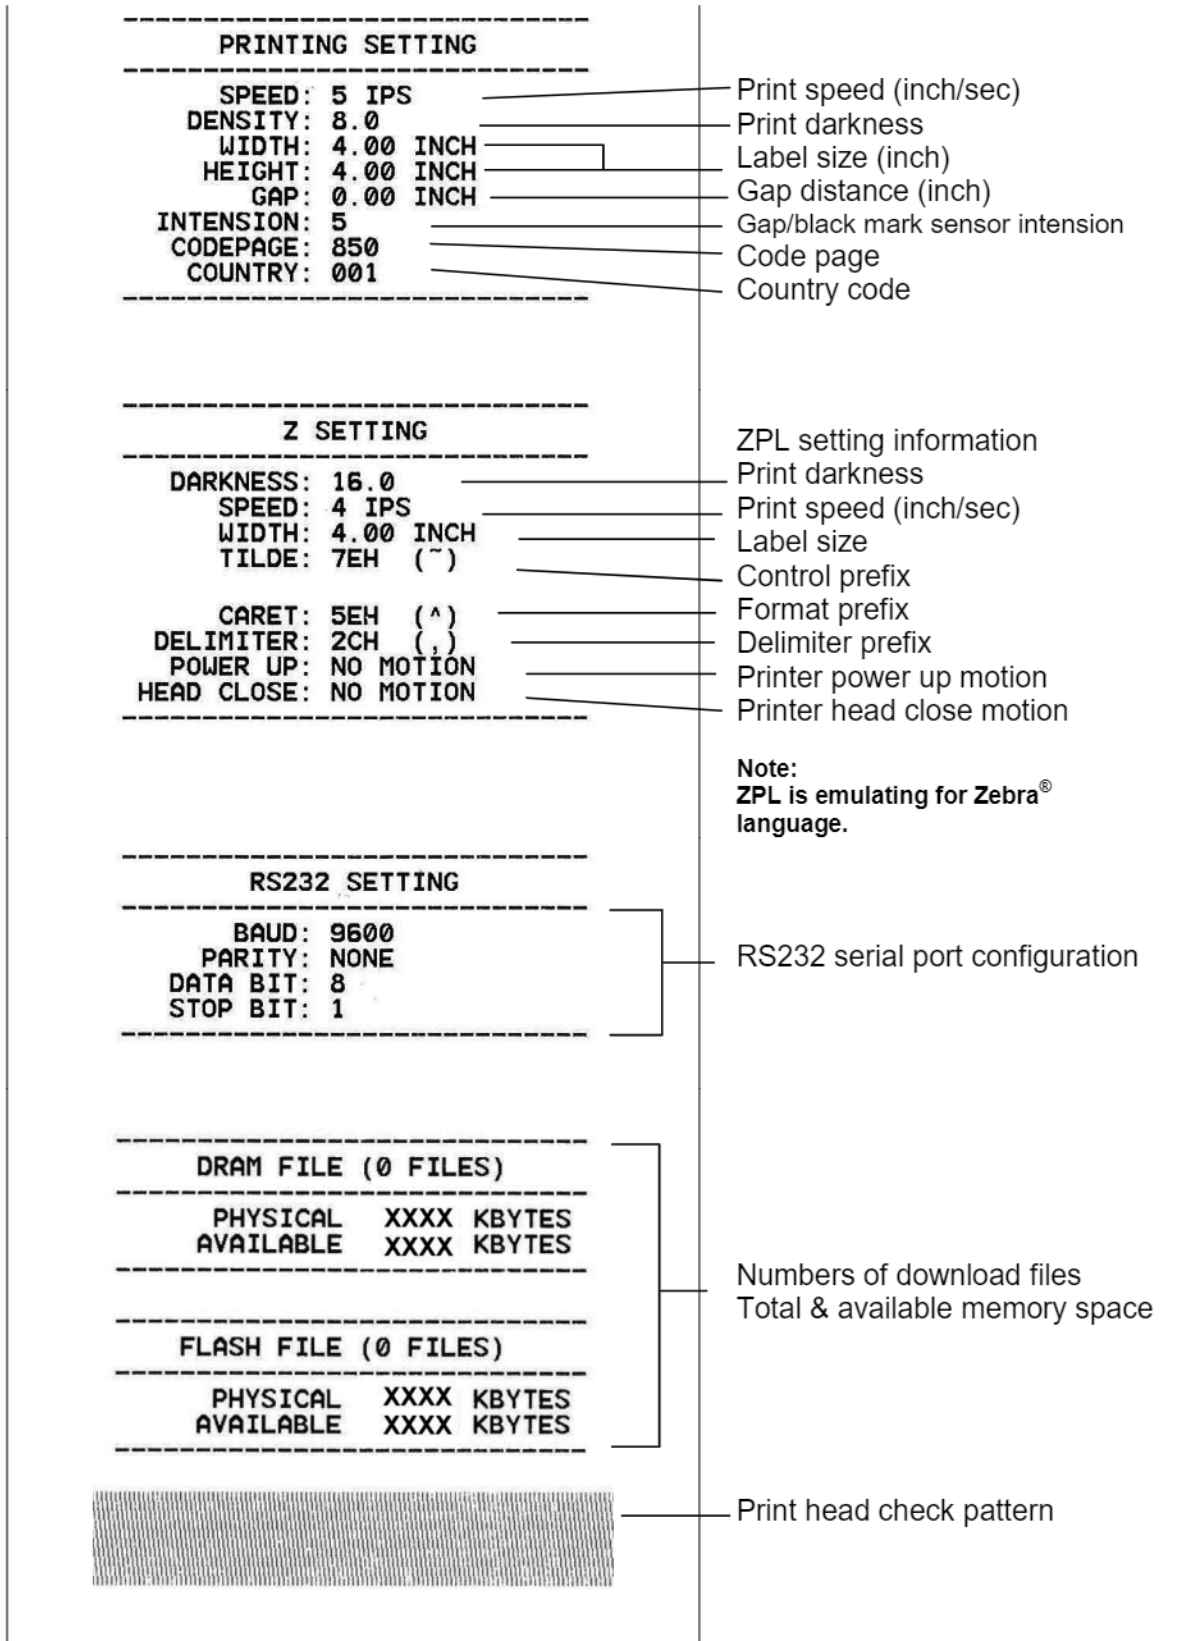 PRINTING SETTING
SPEED: 5 IPS
Print speed (inch/sec)
DENSITY: 8.0
Print darkness
WIDTH: 4.00 INCH
HEIGHT: 4.00 INCH
Label size (inch)
GAP: 0.00 INCH
Gap distance (inch)
INTENSION: 5
Gap/black mark sensor intension
CODEPAGE: 850
Code page
COUNTRY: 001
Country code
Z SETTING
ZPL setting information
DARKNESS: 16.0
Print darkness
SPEED: 4 IPS
Print speed (inch/sec)
WIDTH: 4.00 INCH
Label size
TILDE: 7EH (~)
Control prefix
CARET: 5EH (^)
Format prefix
DELIMITER: 2CH (,)
Delimiter prefix
POWER UP: NO MOTION
Printer power up motion
HEAD CLOSE: NO MOTION
Printer head close motion
Note:
ZPL is emulating for Zebra®
language.
RS232 SETTING
BAUD: 9600
PARITY: NONE
DATA BIT: 8
STOP BIT: 1
RS232 serial port configuration
DRAM FILE (0 FILES)
PHYSICAL XXXX KBYTES
AVAILABLE XXXX KBYTES
FLASH FILE (0 FILES)
PHYSICAL XXXX KBYTES
AVAILABLE XXXX KBYTES
Numbers of download files
Total & available memory space
Print head check pattern